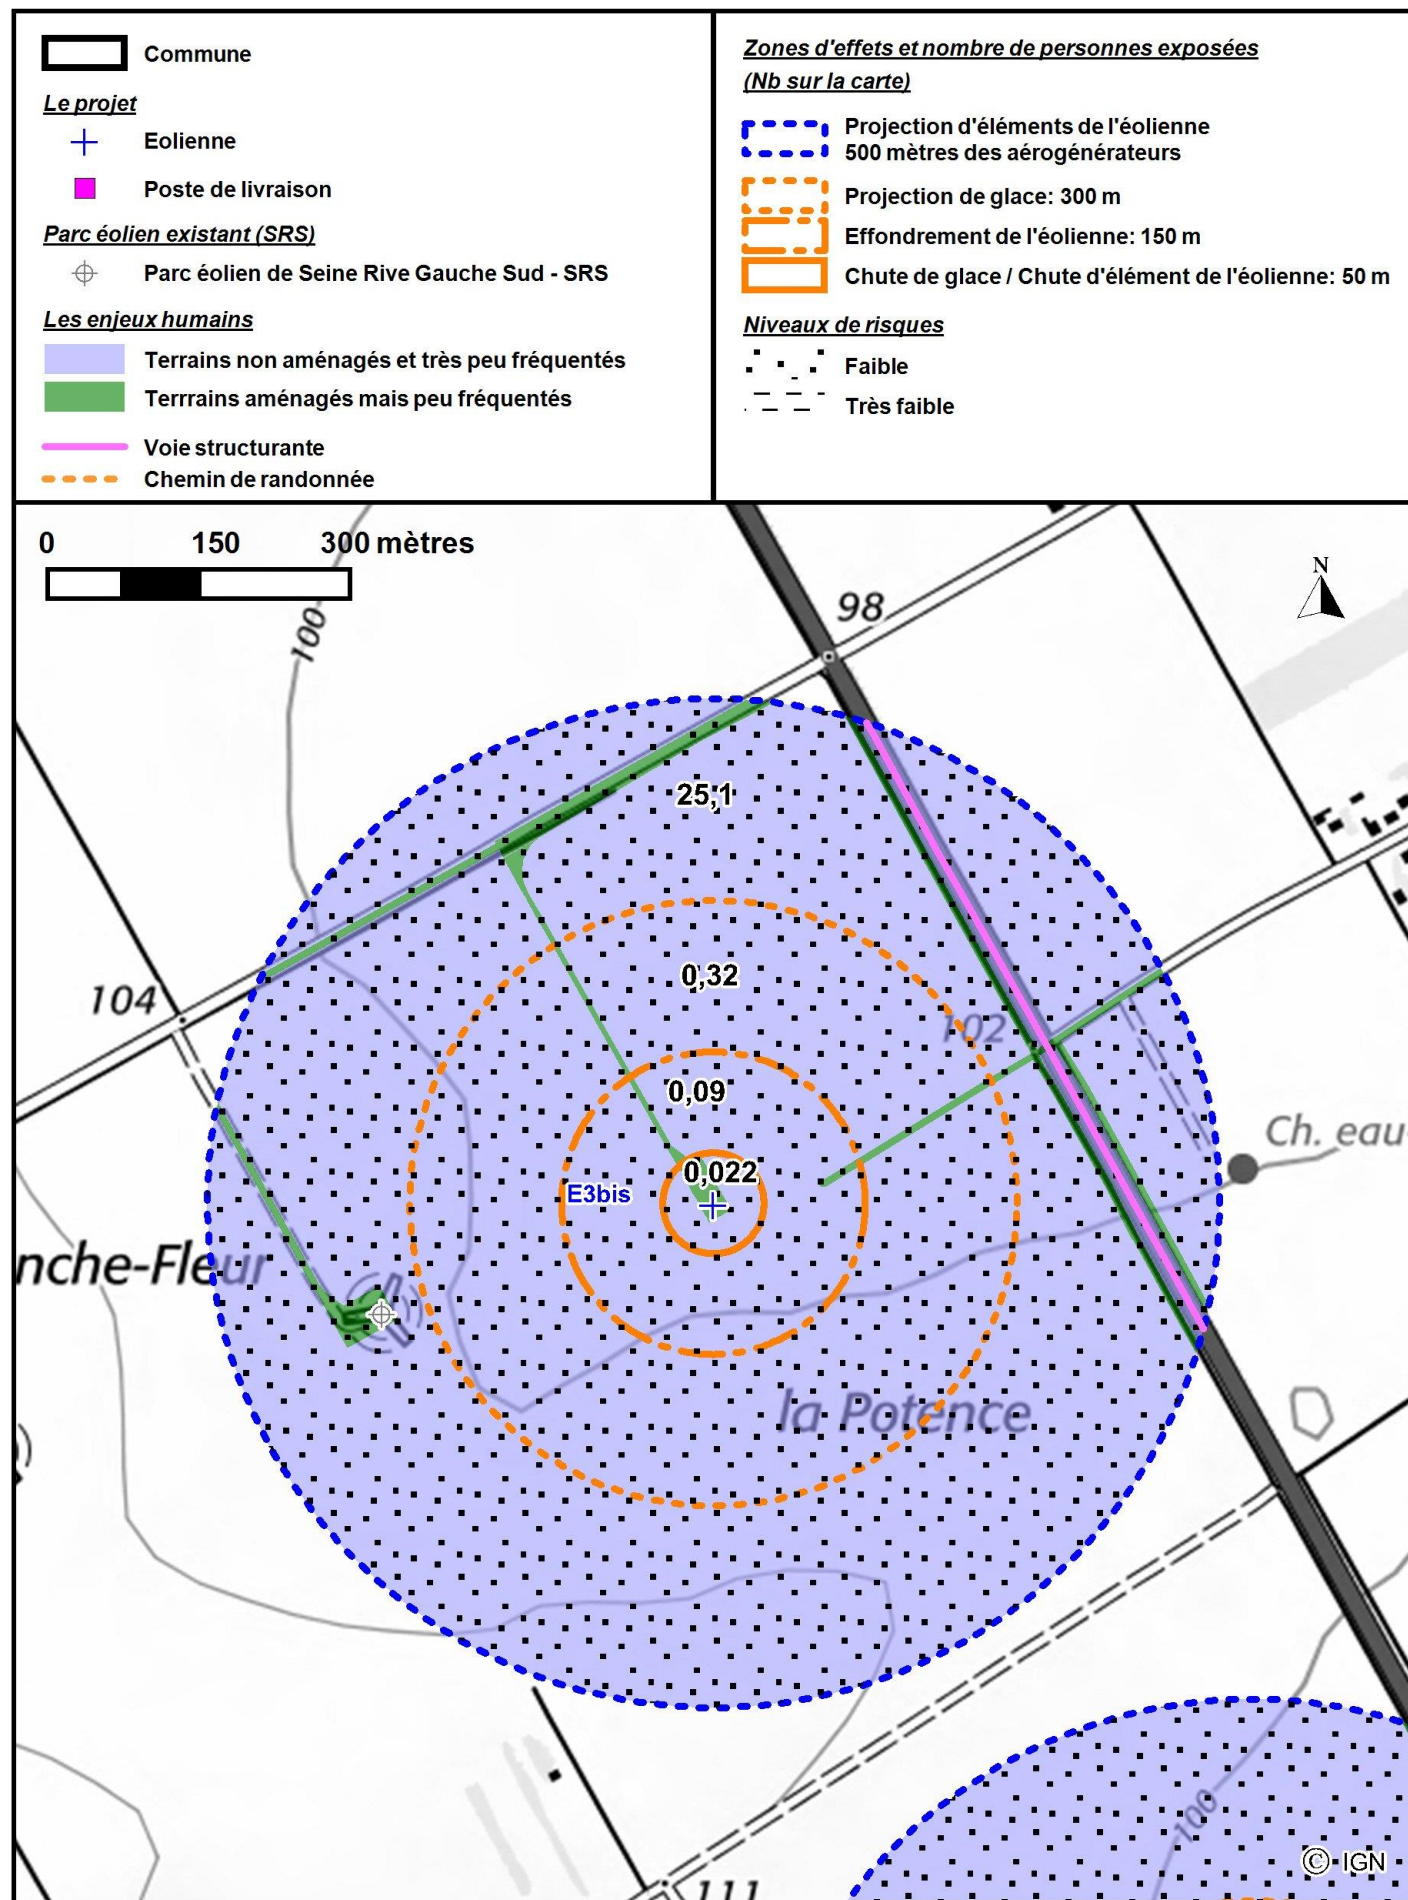 Commune
Le projet
Eolienne
Poste de livraison
Parc éolien existant (SRS)
Parc éolien de Seine Rive Gauche Sud - SRS
Les enjeux humains
Terrains non aménagés et très peu fréquentés
Terrrains aménagés mais peu fréquentés
Voie structurante
Chemin de randonnée
Zones d'effets et nombre de personnes exposées
(Nb sur la carte)
Projection d'éléments de l'éolienne
500 mètres des aérogénérateurs
Projection de glace: 300 m
Effondrement de l'éolienne: 150 m
Chute de glace / Chute d'élément de l'éolienne: 50 m
Niveaux de risques
Faible
Très faible
0 150 300 mètres
N
98
100
25,1
0,32
104
102
0,09
Ch. eau
0,022
E3bis
nche-Fleur
la Potence
100
© IGN
111